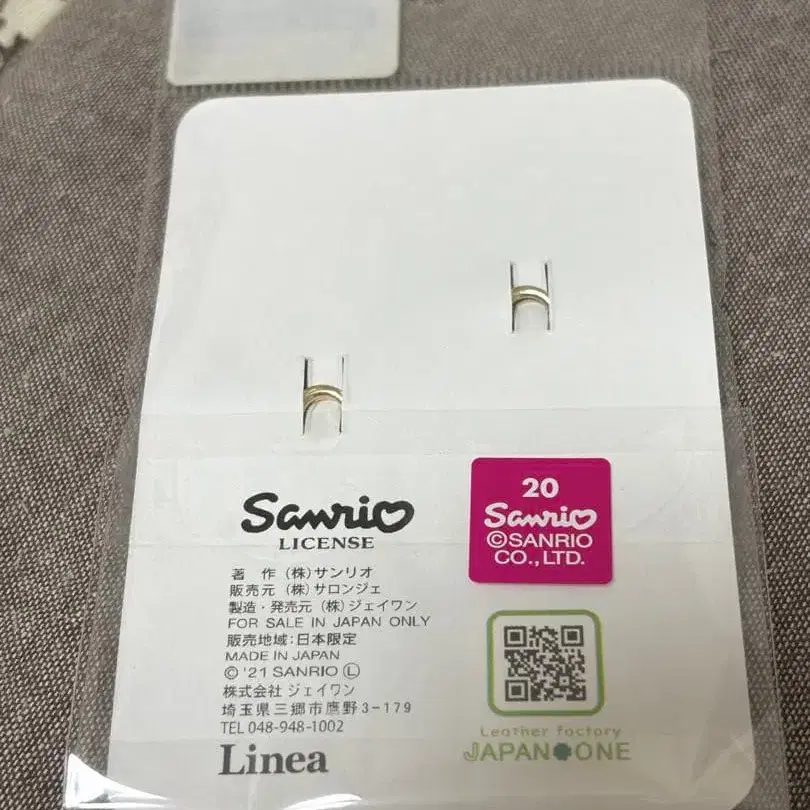 Sanrio
LICENSE
著 作 (株)サンリオ
販売元 (株)サロンジェ
製造・発売元 (株)ジェイワン
FOR SALE IN JAPAN ONLY
販売地域:日本限定
MADE IN JAPAN
© '21 SANRIO Ⓛ
株式会社 ジェイワン
埼玉県三郷市鷹野3-179
TEL 048-948-1002
Linea
20
Sanrio
©SANRIO
CO., LTD.
Leather factory
JAPAN ONE